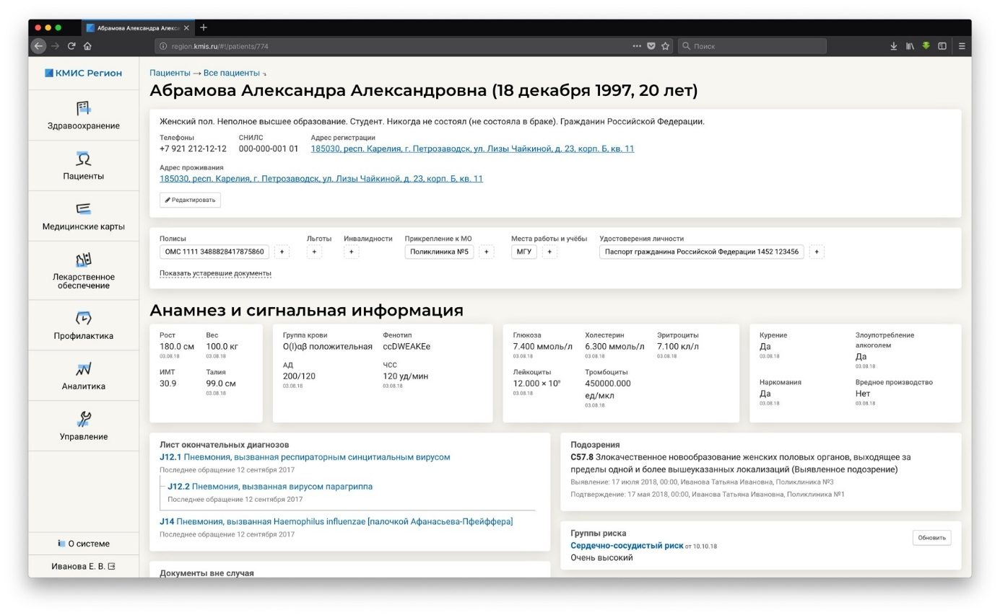 Абрамова Александра Алекса
region.kmis.ru/#!/patients/774
Поиск
КМИС Регион
Здравоохранение
Пациенты
Медицинские карты
Лекарственное
обеспечение
Профилактика
Аналитика
Управление
О системе
Иванова Е. В.
Пациенты → Все пациенты
Абрамова Александра Александровна (18 декабря 1997, 20 лет)
Женский пол. Неполное высшее образование. Студент. Никогда не состоял (не состояла в браке). Гражданин Российской Федерации.
Телефоны СНИЛС Адрес регистрации
+7 921 212-12-12 000-000-001 01 185030, респ. Карелия, г. Петрозаводск, ул. Лизы Чайкиной, д. 23, корп. Б, кв. 11
Адрес проживания
185030, респ. Карелия, г. Петрозаводск, ул. Лизы Чайкиной, д. 23, корп. Б, кв. 11
Редактировать
Полисы Льготы Инвалидности Прикрепление к МО Места работы и учёбы Удостоверения личности
ОМС 1111 3488828417875860 + + + Поликлиника №5 + МГУ + Паспорт гражданина Российской Федерации 1452 123456 +
Показать устаревшие документы
Анамнез и сигнальная информация
Рост Вес
180.0 см 100.0 кг
03.08.18 03.08.18
ИМТ Талия
30.9 99.0 см
03.08.18
Группа крови Фенотип
O(I)αβ положительная ccDWEAKEe
АД ЧСС
200/120 120 уд/мин
03.08.18 03.08.18
Глюкоза Холестерин Эритроциты
7.400 ммоль/л 6.300 ммоль/л 7.100 кл/л
03.08.18 03.08.18 03.08.18
Лейкоциты Тромбоциты
12.000 × 10⁹ 450000.000
03.08.18 ед/мкл
03.08.18
Курение Злоупотребление
Да алкоголем
03.08.18 Да
03.08.18
Наркомания Вредное производство
Да Нет
03.08.18 03.08.18
Лист окончательных диагнозов
J12.1 Пневмония, вызванная респираторным синцитиальным вирусом
Последнее обращение 12 сентября 2017
J12.2 Пневмония, вызванная вирусом парагриппа
Последнее обращение 12 сентября 2017
J14 Пневмония, вызванная Haemophilus influenzae [палочкой Афанасьева-Пфейффера]
Последнее обращение 12 сентября 2017
Документы вне случая
Подозрения
C57.8 Злокачественное новообразование женских половых органов, выходящее за
пределы одной и более вышеуказанных локализаций (Выявленное подозрение)
Выявление: 17 июля 2018, 00:00, Иванова Татьяна Ивановна, Поликлиника №3
Подтверждение: 17 мая 2018, 00:00, Иванова Татьяна Ивановна, Поликлиника №1
Группы риска
Обновить
Сердечно-сосудистый риск от 10.10.18
Очень высокий